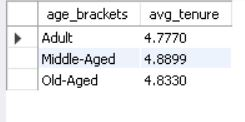 age_brackets avg_tenure
Adult 4.7770
Middle-Aged 4.8899
Old-Aged 4.8330